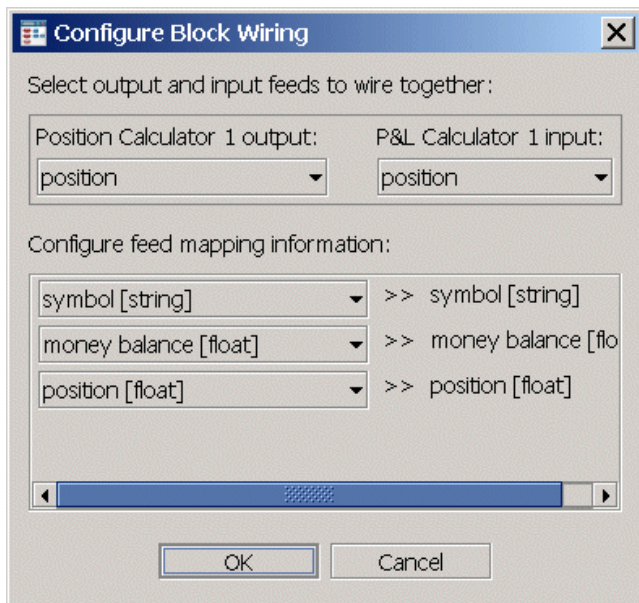 Configure Block Wiring
Select output and input feeds to wire together:
Position Calculator 1 output: P&L Calculator 1 input:
position position
Configure feed mapping information:
symbol [string] >> symbol [string]
money balance [float] >> money balance [flo
position [float] >> position [float]
OK Cancel